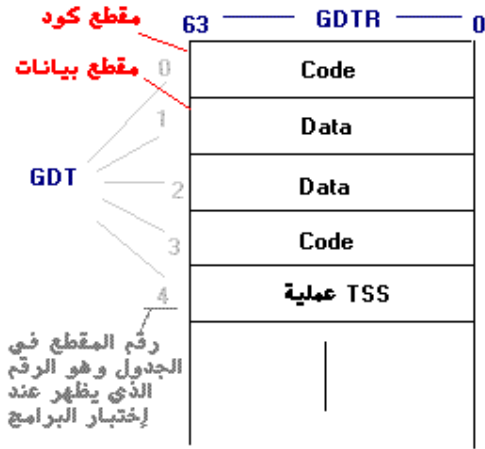 مقطع كود
63 GDTR 0
0 Code
مقطع بيانات
1 Data
GDT
2 Data
3 Code
4 TSS عملية
رقم المقطع في
الجدول وهو الرقم
الذي يظهر عند
إختبار البرامج